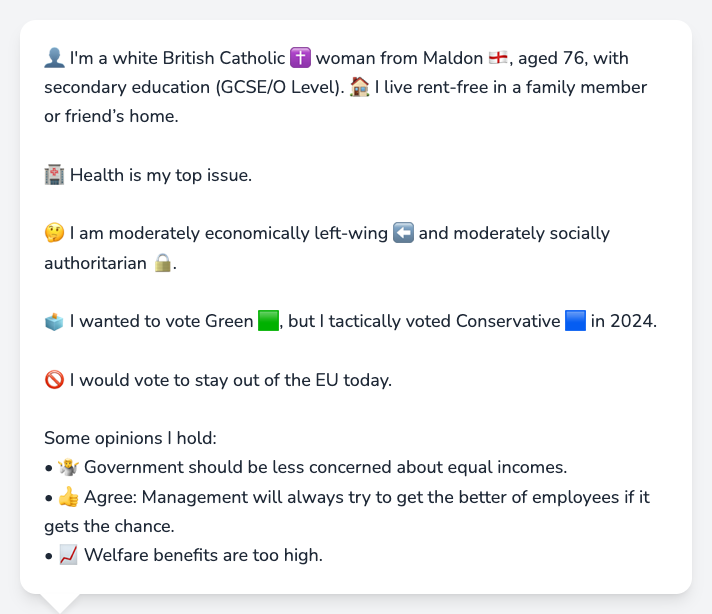 👤 I'm a white British Catholic ✝️ woman from Maldon 🏴󠁧󠁢󠁥󠁮󠁧󠁿, aged 76, with
secondary education (GCSE/O Level). 🏠 I live rent-free in a family member
or friend’s home.
🏥 Health is my top issue.
🤔 I am moderately economically left-wing ⬅️ and moderately socially
authoritarian 🔒.
🗳️ I wanted to vote Green 🟩, but I tactically voted Conservative 🟦 in 2024.
🚫 I would vote to stay out of the EU today.
Some opinions I hold:
• 🤷 Government should be less concerned about equal incomes.
• 👍 Agree: Management will always try to get the better of employees if it
gets the chance.
• 📈 Welfare benefits are too high.